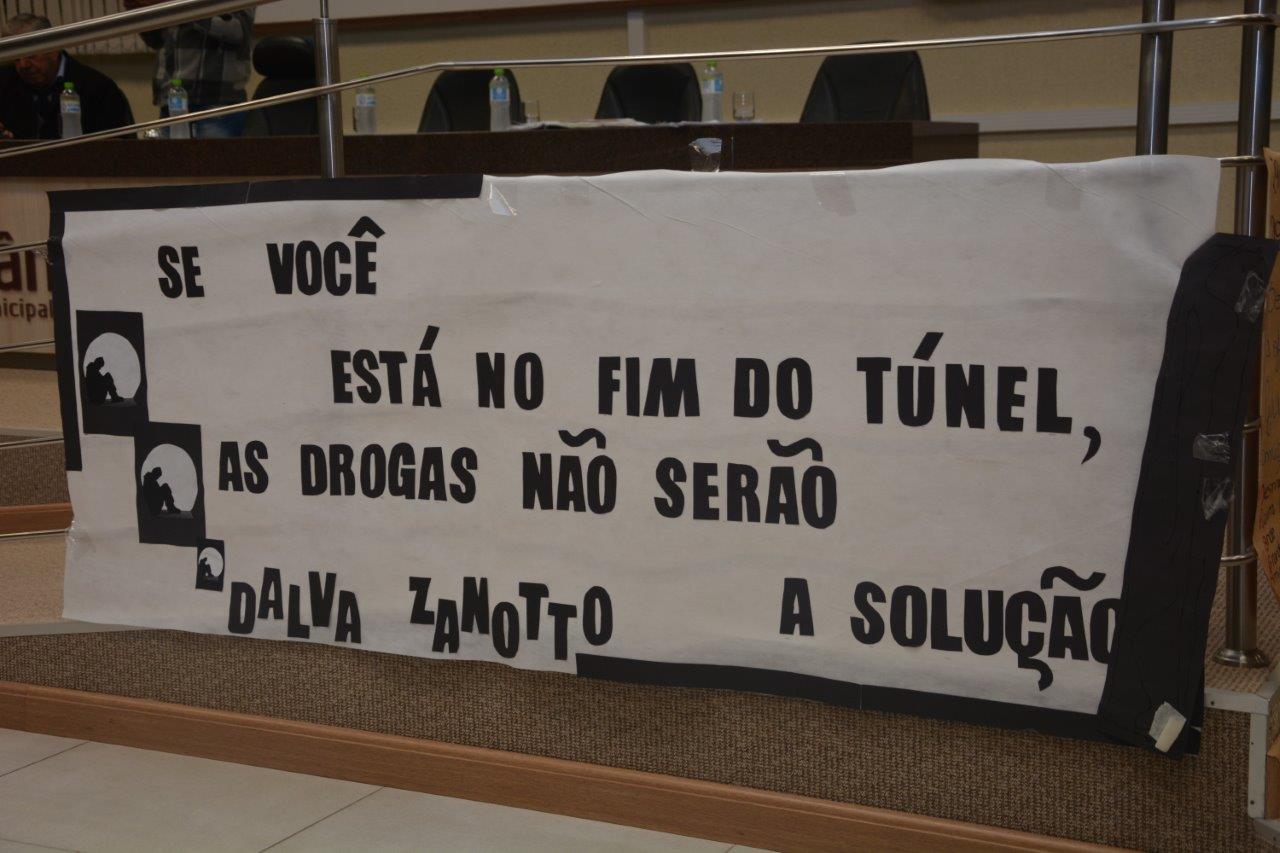 SE VOCÊ
ESTÁ NO FIM DO TÚNEL,
AS DROGAS NÃO SERÃO
A SOLUÇÃO
DALVA ZANOTTO